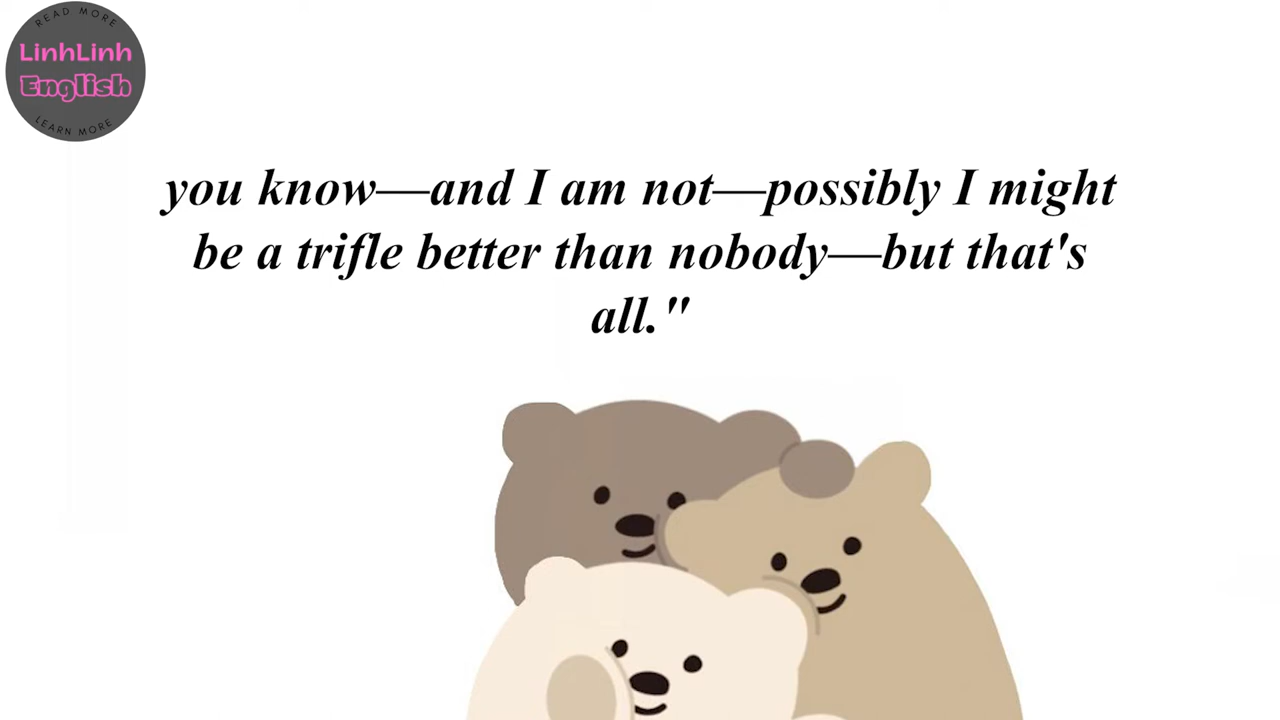 READ MORE
LinhLinh
English
LEARN MORE
you know—and I am not—possibly I might
be a trifle better than nobody—but that's
all."